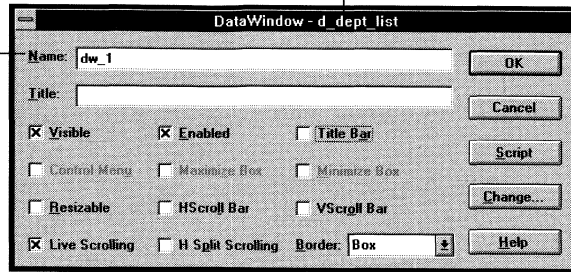 DataWindow - d_dept_list
Name: dw_1 OK
Title: Cancel
Visible Enabled Title Bar Script
Control Menu Maximize Box Minimize Box
Resizable HScroll Bar VScroll Bar Change...
Live Scrolling H Split Scrolling Border: Box Help